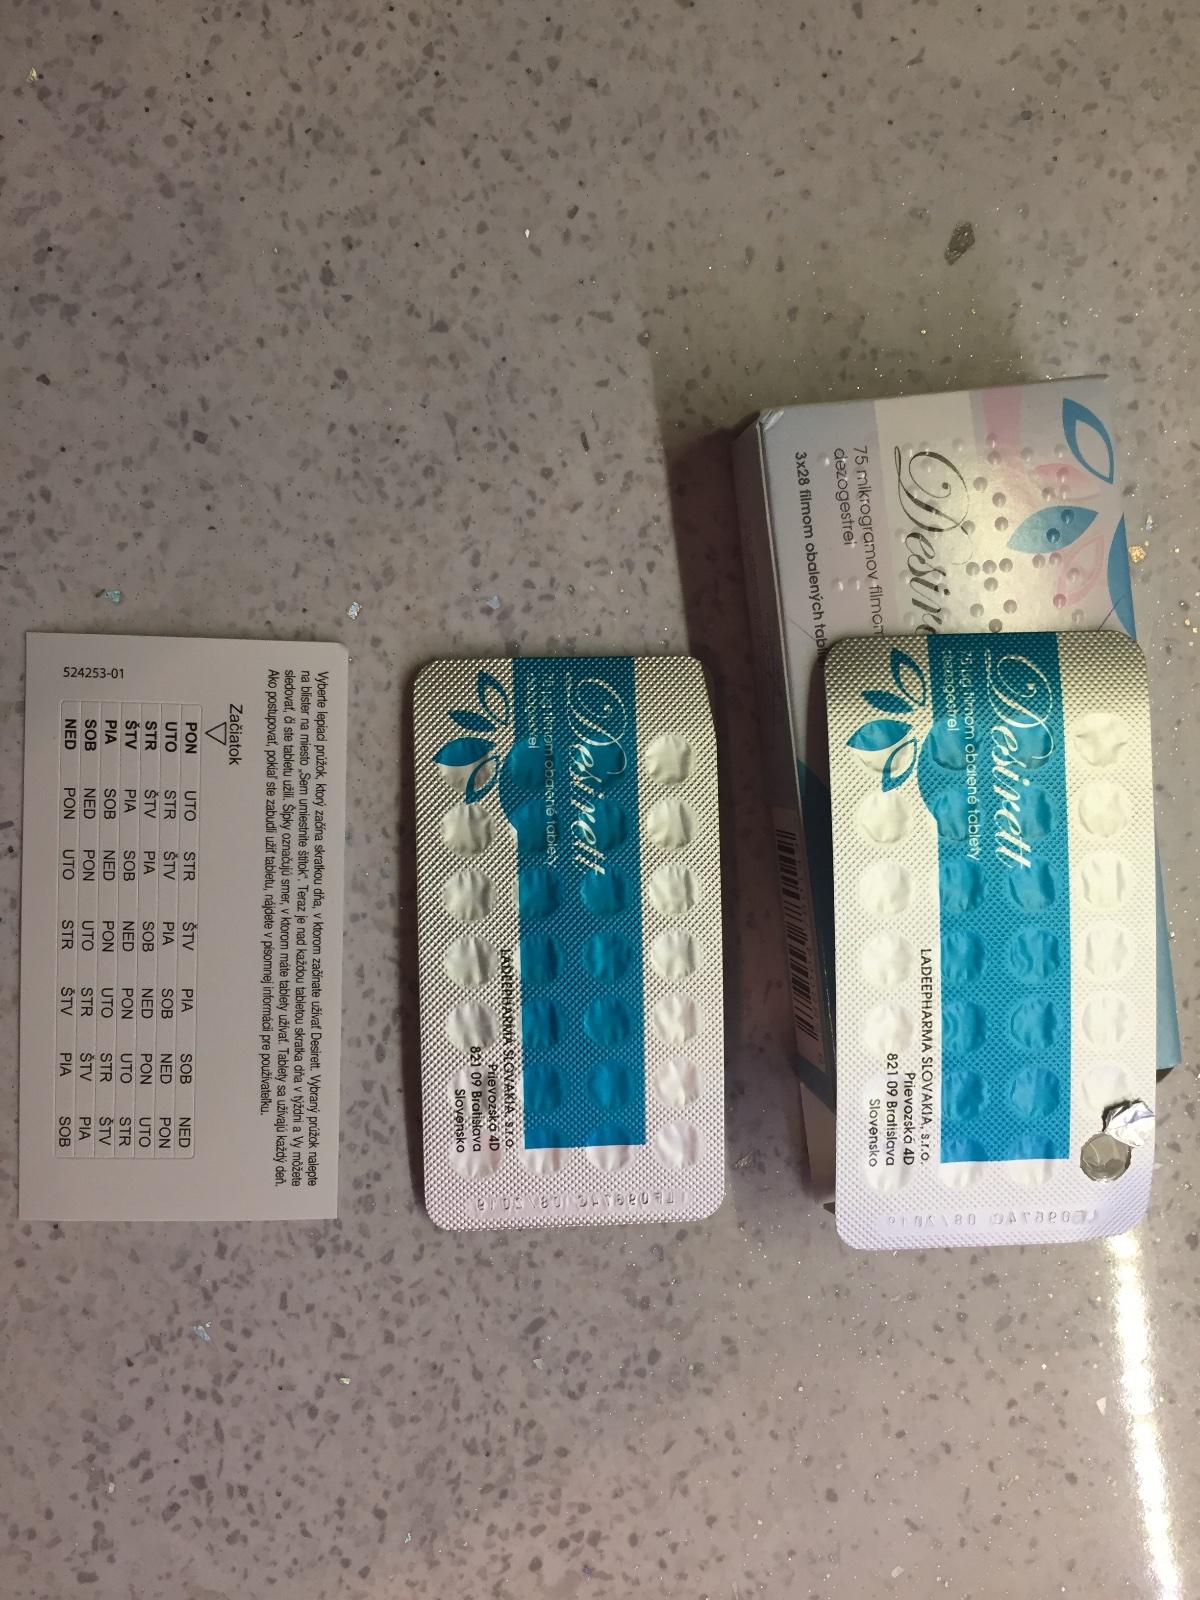 Desir
75 mikrogramov filmom
dezogestrel
3x28 filmom obalených tabl
Desirett
filmom obalené tablety
dezogestrel
LADEEPHARMA SLOVAKIA, s.r.o.
Prievozská 4D
821 09 Bratislava
Slovensko
Desirett
filmom obalené tablety
LADEEPHARMA SLOVAKIA, s.r.o.
Prievozská 4D
821 09 Bratislava
Slovensko
Vyberte lepiaci prúžok, ktorý začína skratkou dňa, v ktorom začínate užívať Desirett. Vybraný prúžok nalepte
na blister na miesto „Sem umiestnite štítok“. Teraz je nad každou tabletou skratka dňa v týždni a Vy môžete
sledovať, či ste tabletu užili. Šípky označujú smer, v ktorom máte tablety užívať. Tablety sa užívajú každý deň.
Ako postupovať, pokiaľ ste zabudli užiť tabletu, nájdete v písomnej informácii pre používateľku.
Začiatok
PON UTO STR ŠTV PIA SOB NED
UTO STR ŠTV PIA SOB NED PON
STR ŠTV PIA SOB NED PON UTO
ŠTV PIA SOB NED PON UTO STR
PIA SOB NED PON UTO STR ŠTV
SOB NED PON UTO STR ŠTV PIA
NED PON UTO STR ŠTV PIA SOB
524253-01